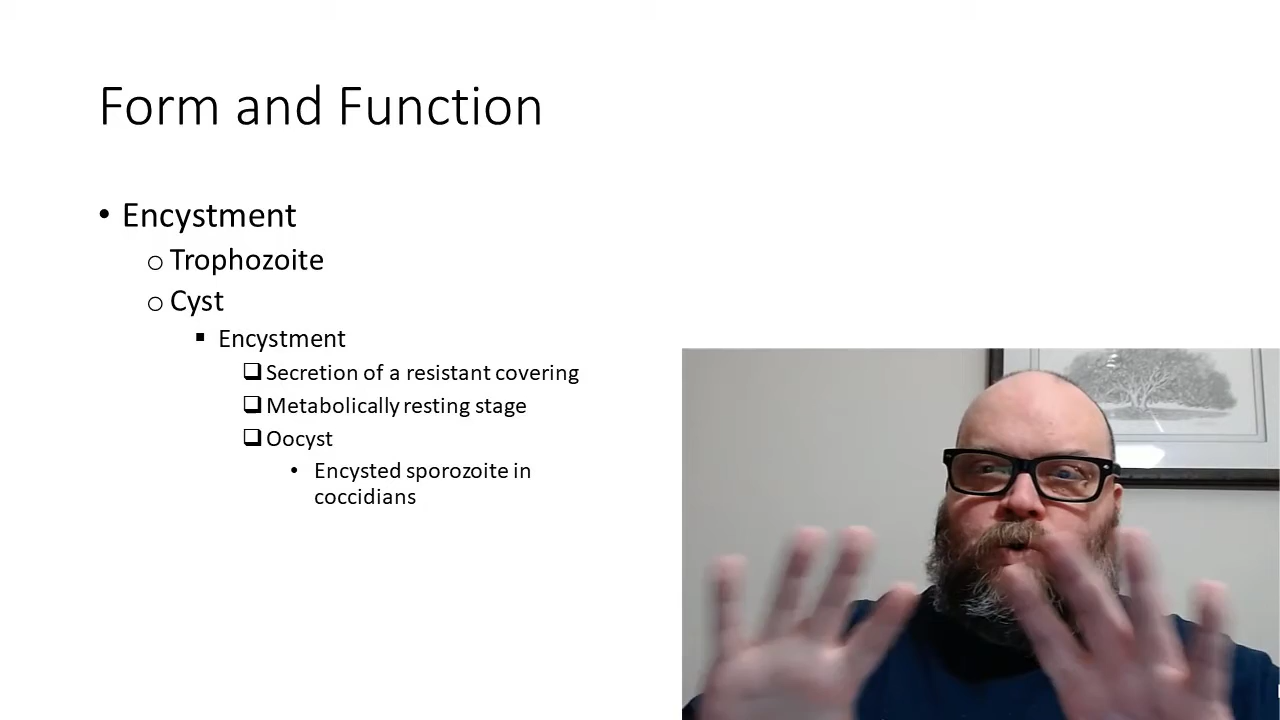 Form and Function
• Encystment
o Trophozoite
o Cyst
▪ Encystment
❑ Secretion of a resistant covering
❑ Metabolically resting stage
❑ Oocyst
• Encysted sporozoite in
coccidians